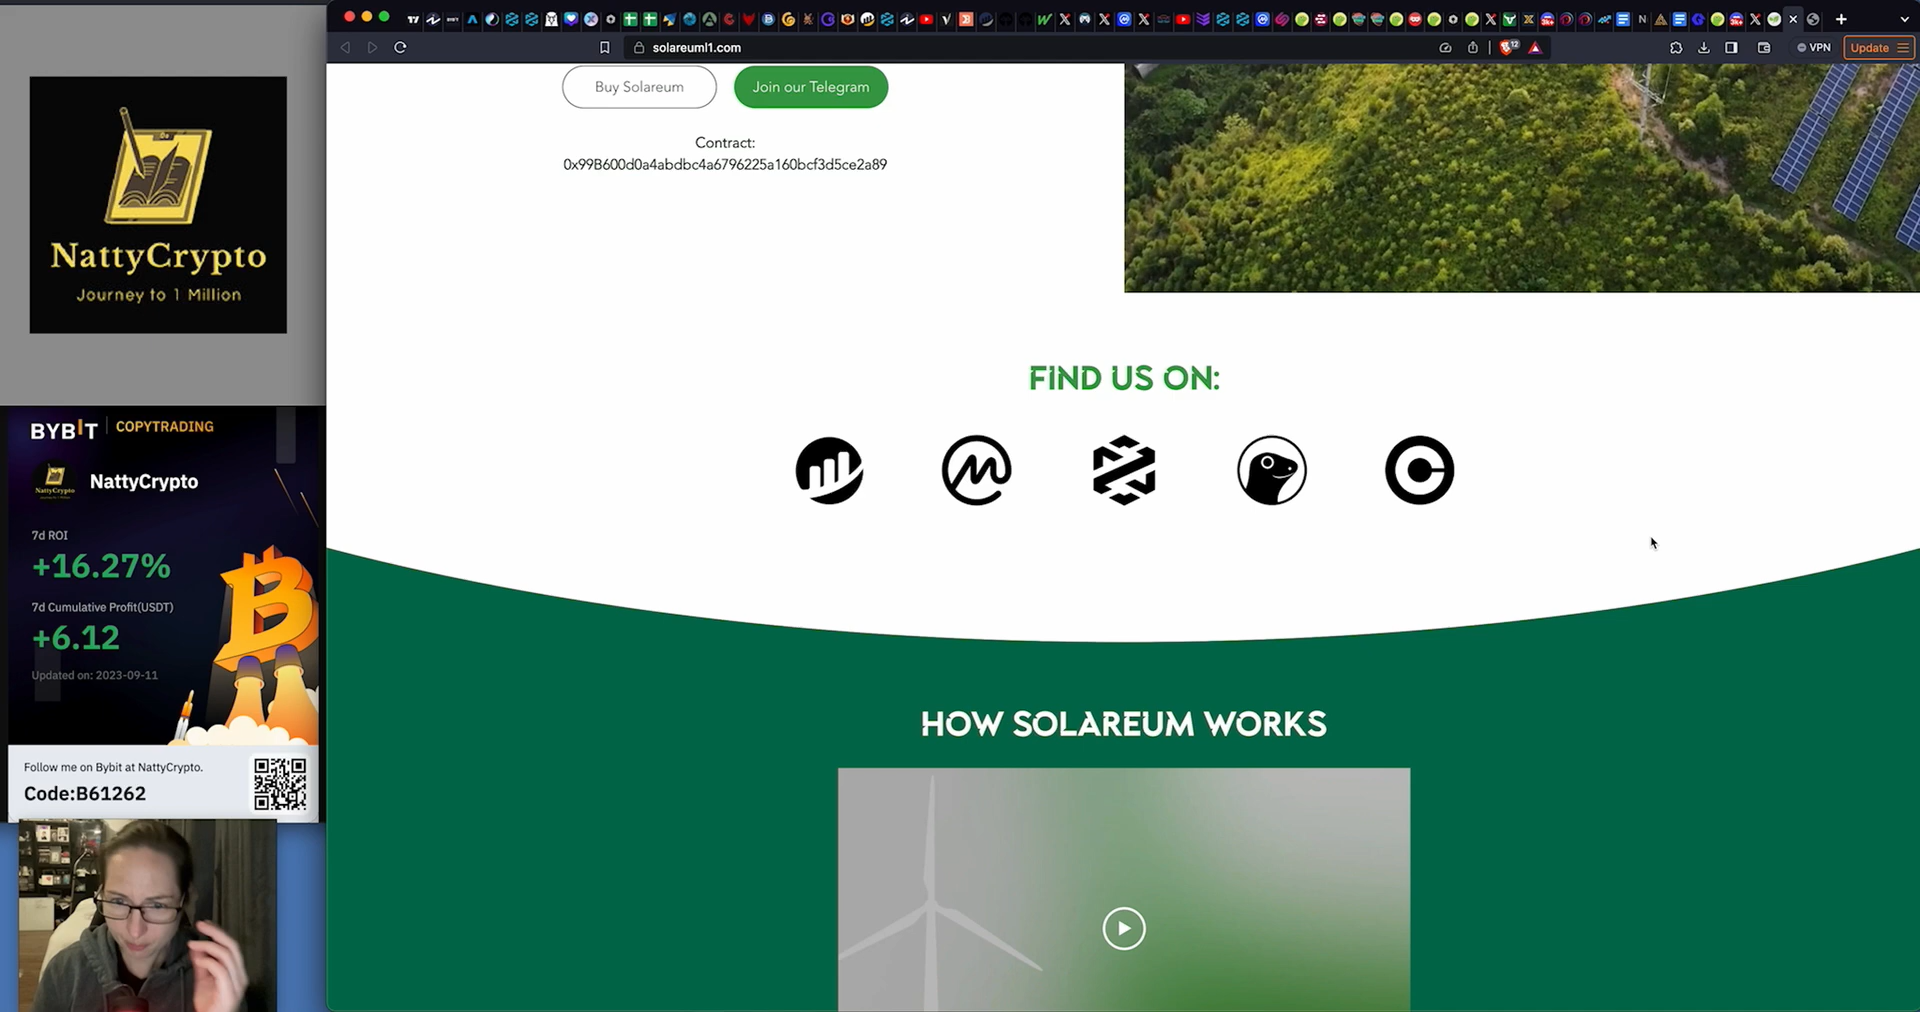 NattyCrypto
Journey to 1 Million
BYBIT | COPYTRADING
NattyCrypto
7d ROI
+16.27%
7d Cumulative Profit(USDT)
+6.12
Updated on: 2023-09-11
Follow me on Bybit at NattyCrypto.
Code:B61262
solareuml1.com
VPN
Update
Buy Solareum
Join our Telegram
Contract:
0x99B600d0a4abdbc4a6796225a160bcf3d5ce2a89
FIND US ON:
HOW SOLAREUM WORKS